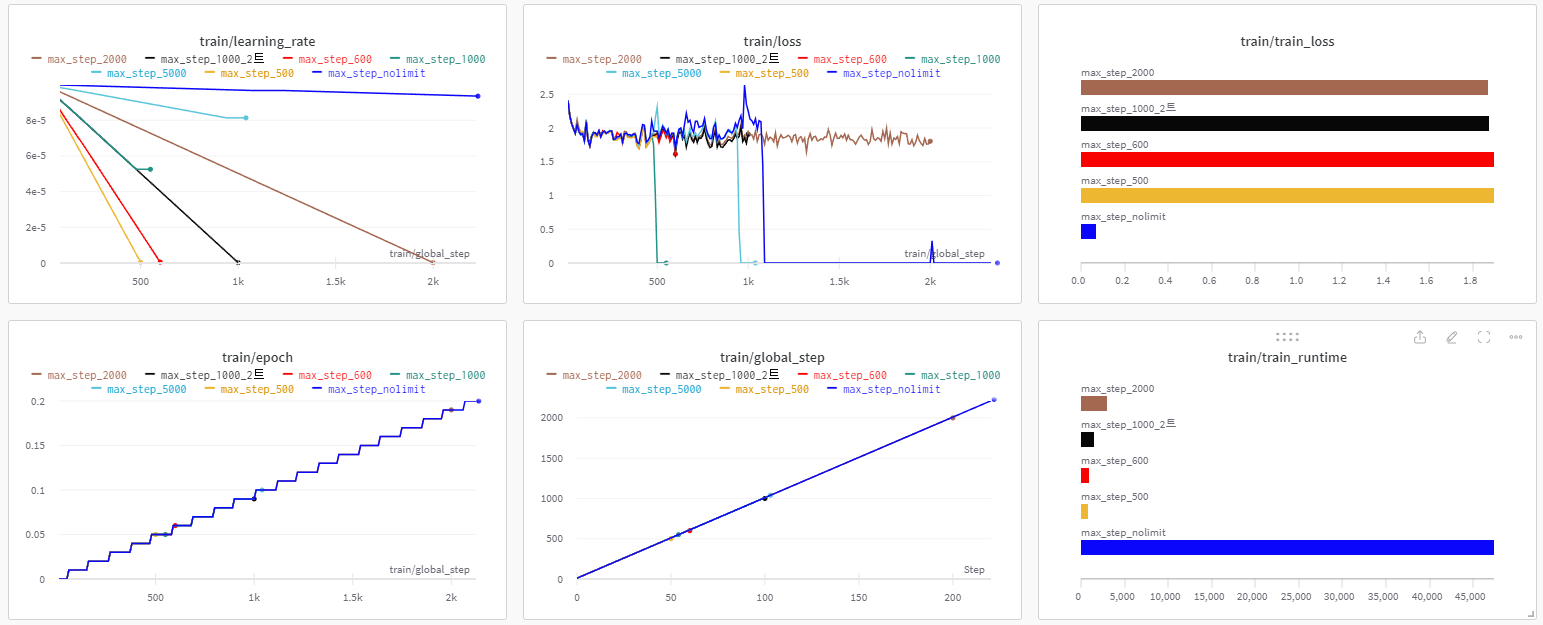 train/learning_rate
max_step_2000 max_step_1000_2트 max_step_600 max_step_1000
max_step_5000 max_step_500 max_step_nolimit
8e-5
6e-5
4e-5
2e-5
0
train/global_step
500 1k 1.5k 2k
train/loss
max_step_2000 max_step_1000_2트 max_step_600 max_step_1000
max_step_5000 max_step_500 max_step_nolimit
2.5
2
1.5
1
0.5
0
train/global_step
500 1k 1.5k 2k
train/train_loss
max_step_2000
max_step_1000_2트
max_step_600
max_step_500
max_step_nolimit
0.0 0.2 0.4 0.6 0.8 1.0 1.2 1.4 1.6 1.8
train/epoch
max_step_2000 max_step_1000_2트 max_step_600 max_step_1000
max_step_5000 max_step_500 max_step_nolimit
0.2
0.15
0.1
0.05
0
train/global_step
500 1k 1.5k 2k
train/global_step
max_step_2000 max_step_1000_2트 max_step_600 max_step_1000
max_step_5000 max_step_500 max_step_nolimit
2000
1500
1000
500
0
Step
0 50 100 150 200
train/train_runtime
max_step_2000
max_step_1000_2트
max_step_600
max_step_500
max_step_nolimit
0 5,000 10,000 15,000 20,000 25,000 30,000 35,000 40,000 45,000